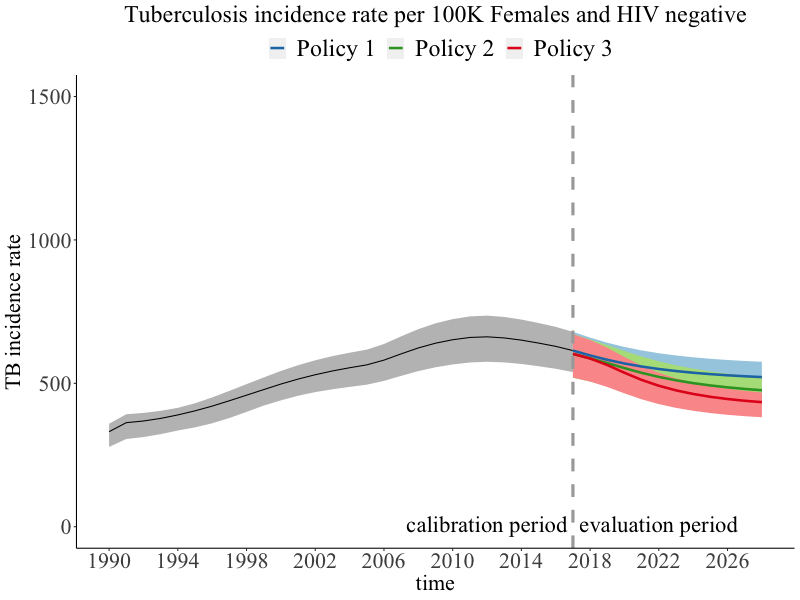 Tuberculosis incidence rate per 100K Females and HIV negative
Policy 1 Policy 2 Policy 3
1500
1000
500
0
TB incidence rate
calibration period evaluation period
1990 1994 1998 2002 2006 2010 2014 2018 2022 2026
time